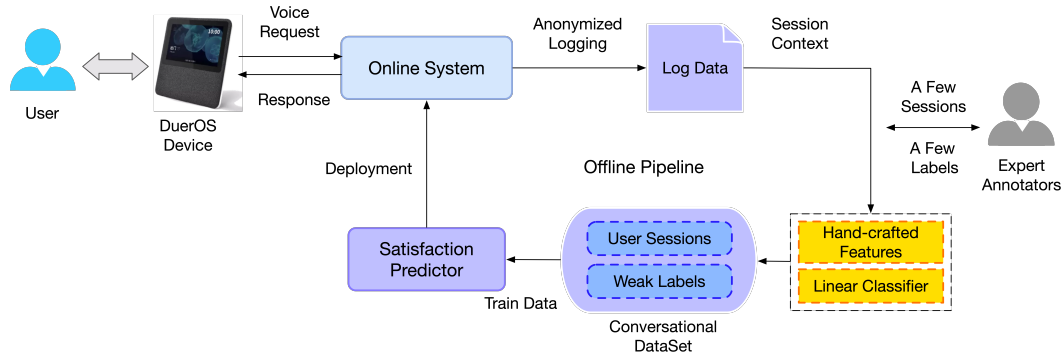 Voice
Request
Anonymized
Logging
Session
Context
10:00
Online System
Log Data
A Few
Sessions
Response
User
DuerOS
Device
A Few
Labels
Expert
Annotators
Deployment
Offline Pipeline
Hand-crafted
Features
User Sessions
Satisfaction
Predictor
Weak Labels
Linear Classifier
Train Data
Conversational
DataSet